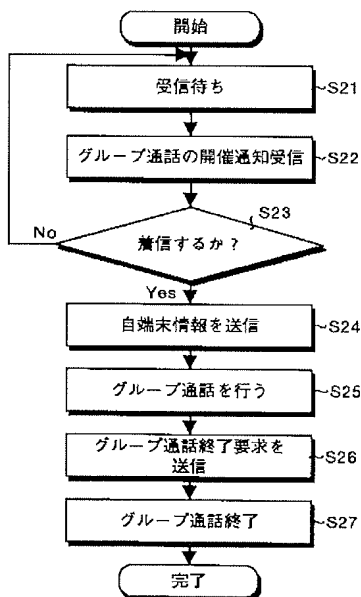 開始
受信待ち
S21
グループ通話の開催通知受信
S22
S23
着信するか？
No
Yes
自端末情報を送信
S24
グループ通話を行う
S25
グループ通話終了要求を
送信
S26
グループ通話終了
S27
完了